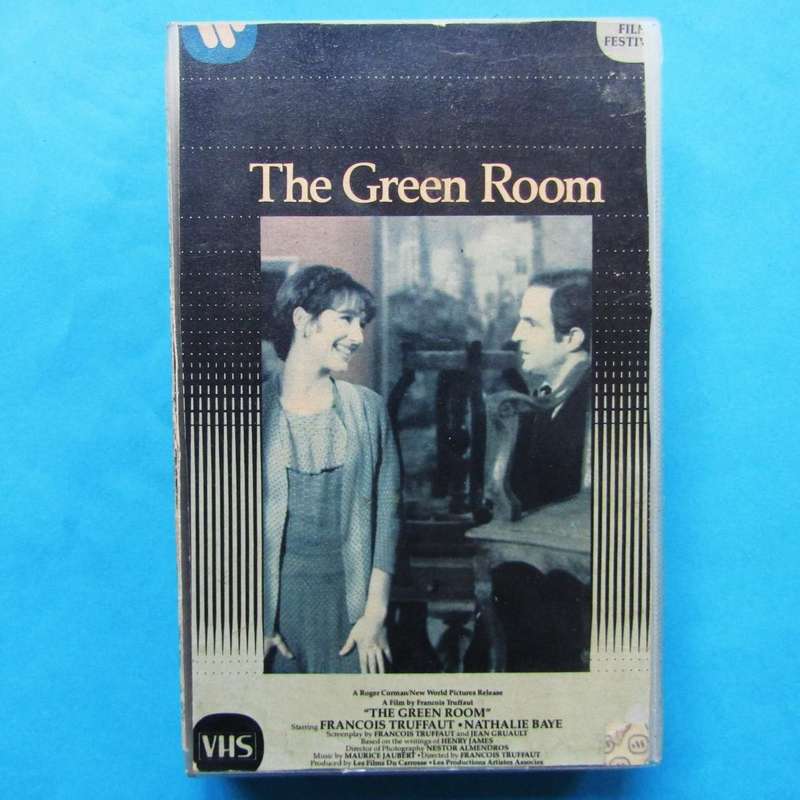 FILM
FESTIV
The Green Room
A Roger Corman/New World Pictures Release
A Film by Francois Truffaut
"THE GREEN ROOM"
Starring FRANCOIS TRUFFAUT • NATHALIE BAYE
Screenplay by FRANCOIS TRUFFAUT and JEAN GRUAULT
Based on the writings of HENRY JAMES
Director of Photography NESTOR ALMENDROS
Music by MAURICE JAUBERT • Directed by FRANCOIS TRUFFAUT
Produced by Les Films Du Carrosse • Les Productions Artistes Associes
VHS